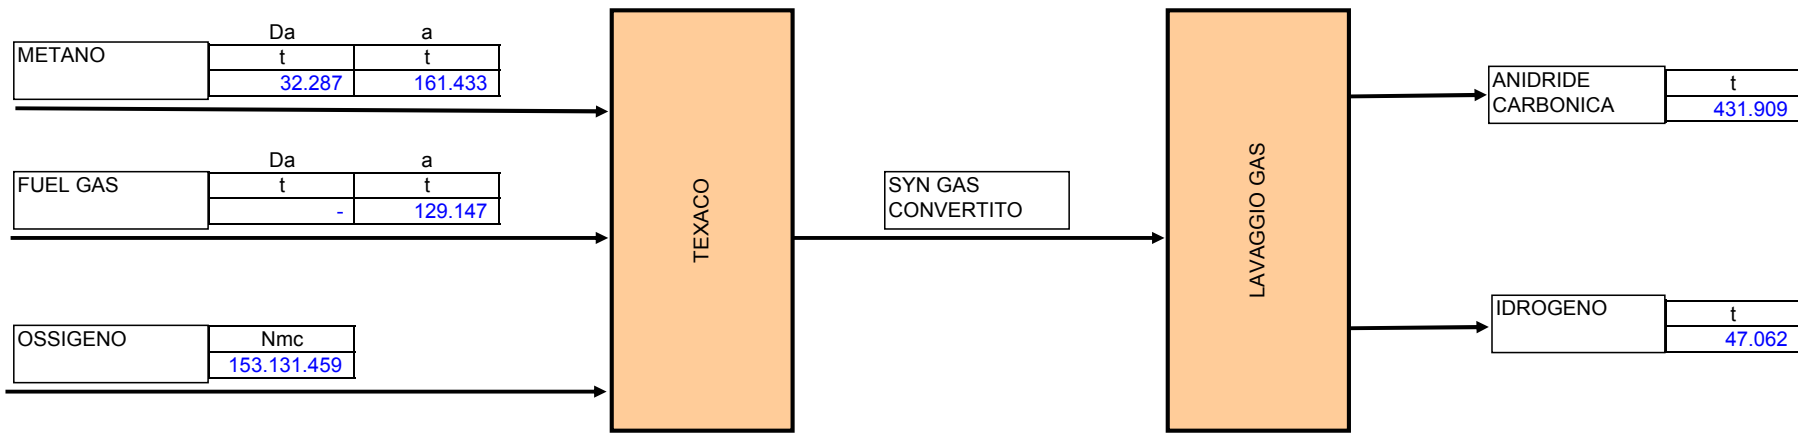 Da a
METANO t t
32.287 161.433
Da a
FUEL GAS t t
- 129.147
OSSIGENO Nmc
153.131.459
TEXACO
SYN GAS
CONVERTITO
LAVAGGIO GAS
ANIDRIDE
CARBONICA
t
431.909
IDROGENO t
47.062